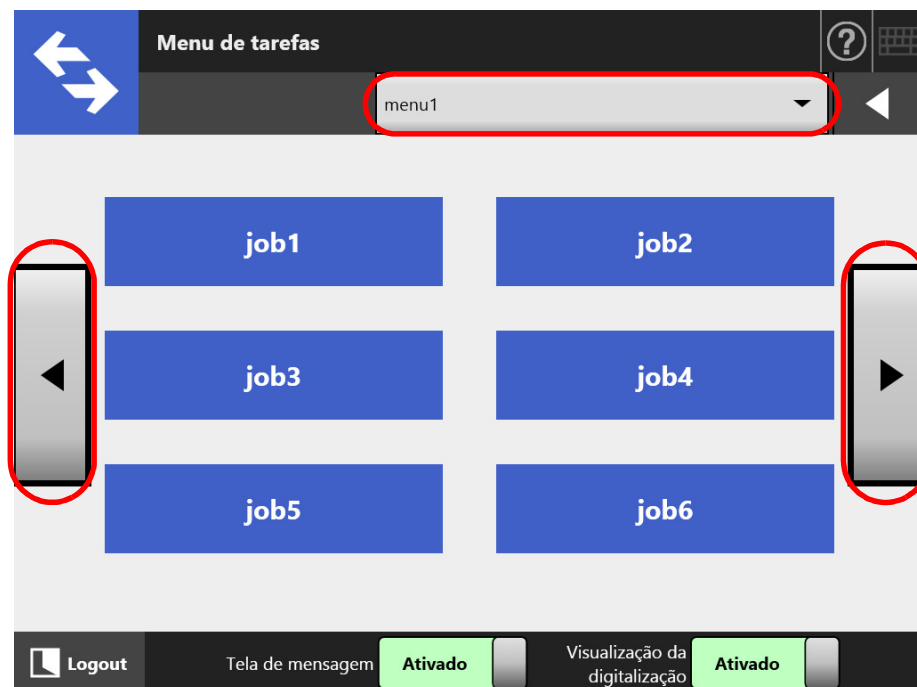 Menu de tarefas
?
menu1
job1
job2
job3
job4
job5
job6
Logout
Tela de mensagem
Ativado
Visualização da
digitalização
Ativado